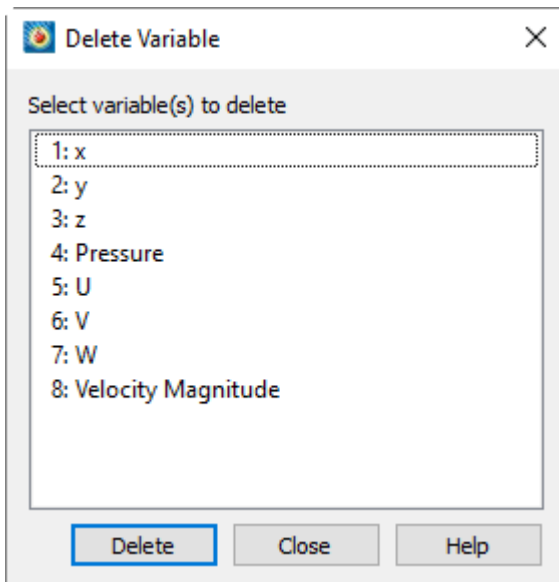 Delete Variable
Select variable(s) to delete
1: x
2: y
3: z
4: Pressure
5: U
6: V
7: W
8: Velocity Magnitude
Delete Close Help